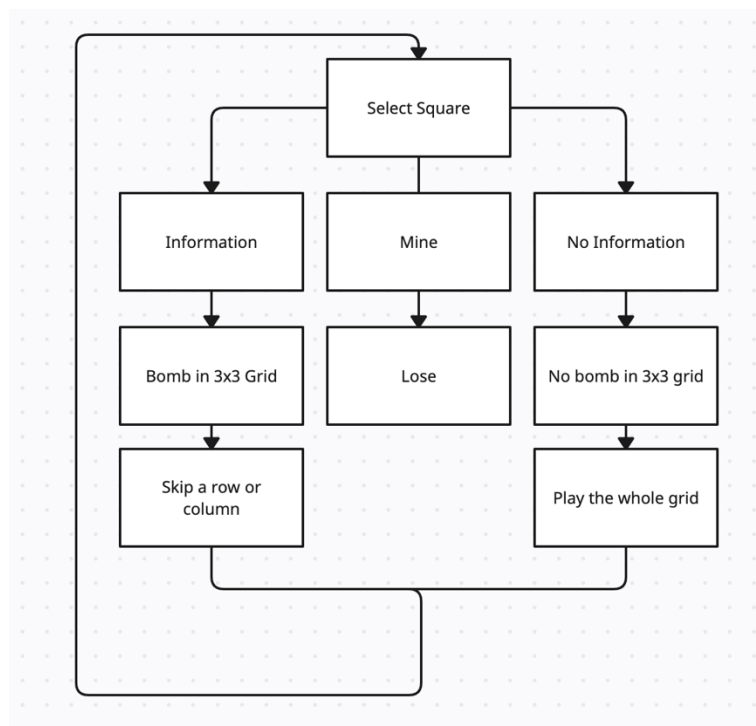 Select Square
Information
Mine
No Information
Bomb in 3x3 Grid
Lose
No bomb in 3x3 grid
Skip a row or
column
Play the whole grid